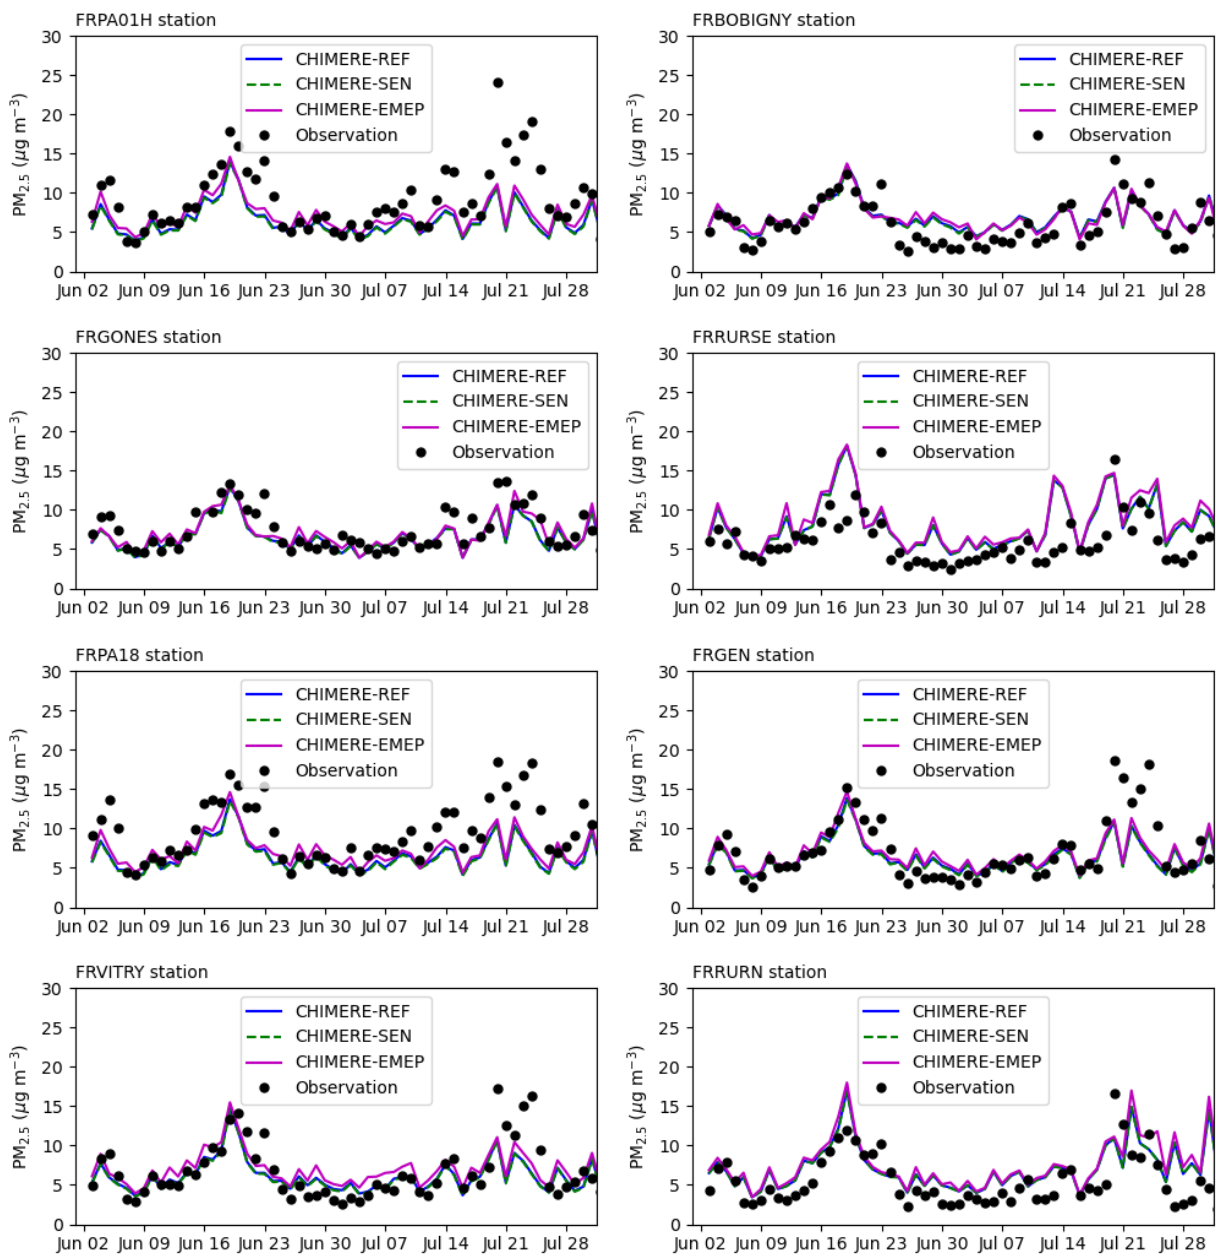 FRPA01H station
30
25
20
15
10
5
0
PM2.5 (μg m−3)
CHIMERE-REF
CHIMERE-SEN
CHIMERE-EMEP
Observation
Jun 02 Jun 09 Jun 16 Jun 23 Jun 30 Jul 07 Jul 14 Jul 21 Jul 28
FRBOBIGNY station
30
25
20
15
10
5
0
PM2.5 (μg m−3)
CHIMERE-REF
CHIMERE-SEN
CHIMERE-EMEP
Observation
Jun 02 Jun 09 Jun 16 Jun 23 Jun 30 Jul 07 Jul 14 Jul 21 Jul 28
FRGONES station
30
25
20
15
10
5
0
PM2.5 (μg m−3)
CHIMERE-REF
CHIMERE-SEN
CHIMERE-EMEP
Observation
Jun 02 Jun 09 Jun 16 Jun 23 Jun 30 Jul 07 Jul 14 Jul 21 Jul 28
FRRURSE station
30
25
20
15
10
5
0
PM2.5 (μg m−3)
CHIMERE-REF
CHIMERE-SEN
CHIMERE-EMEP
Observation
Jun 02 Jun 09 Jun 16 Jun 23 Jun 30 Jul 07 Jul 14 Jul 21 Jul 28
FRPA18 station
30
25
20
15
10
5
0
PM2.5 (μg m−3)
CHIMERE-REF
CHIMERE-SEN
CHIMERE-EMEP
Observation
Jun 02 Jun 09 Jun 16 Jun 23 Jun 30 Jul 07 Jul 14 Jul 21 Jul 28
FRGEN station
30
25
20
15
10
5
0
PM2.5 (μg m−3)
CHIMERE-REF
CHIMERE-SEN
CHIMERE-EMEP
Observation
Jun 02 Jun 09 Jun 16 Jun 23 Jun 30 Jul 07 Jul 14 Jul 21 Jul 28
FRVITRY station
30
25
20
15
10
5
0
PM2.5 (μg m−3)
CHIMERE-REF
CHIMERE-SEN
CHIMERE-EMEP
Observation
Jun 02 Jun 09 Jun 16 Jun 23 Jun 30 Jul 07 Jul 14 Jul 21 Jul 28
FRRURN station
30
25
20
15
10
5
0
PM2.5 (μg m−3)
CHIMERE-REF
CHIMERE-SEN
CHIMERE-EMEP
Observation
Jun 02 Jun 09 Jun 16 Jun 23 Jun 30 Jul 07 Jul 14 Jul 21 Jul 28